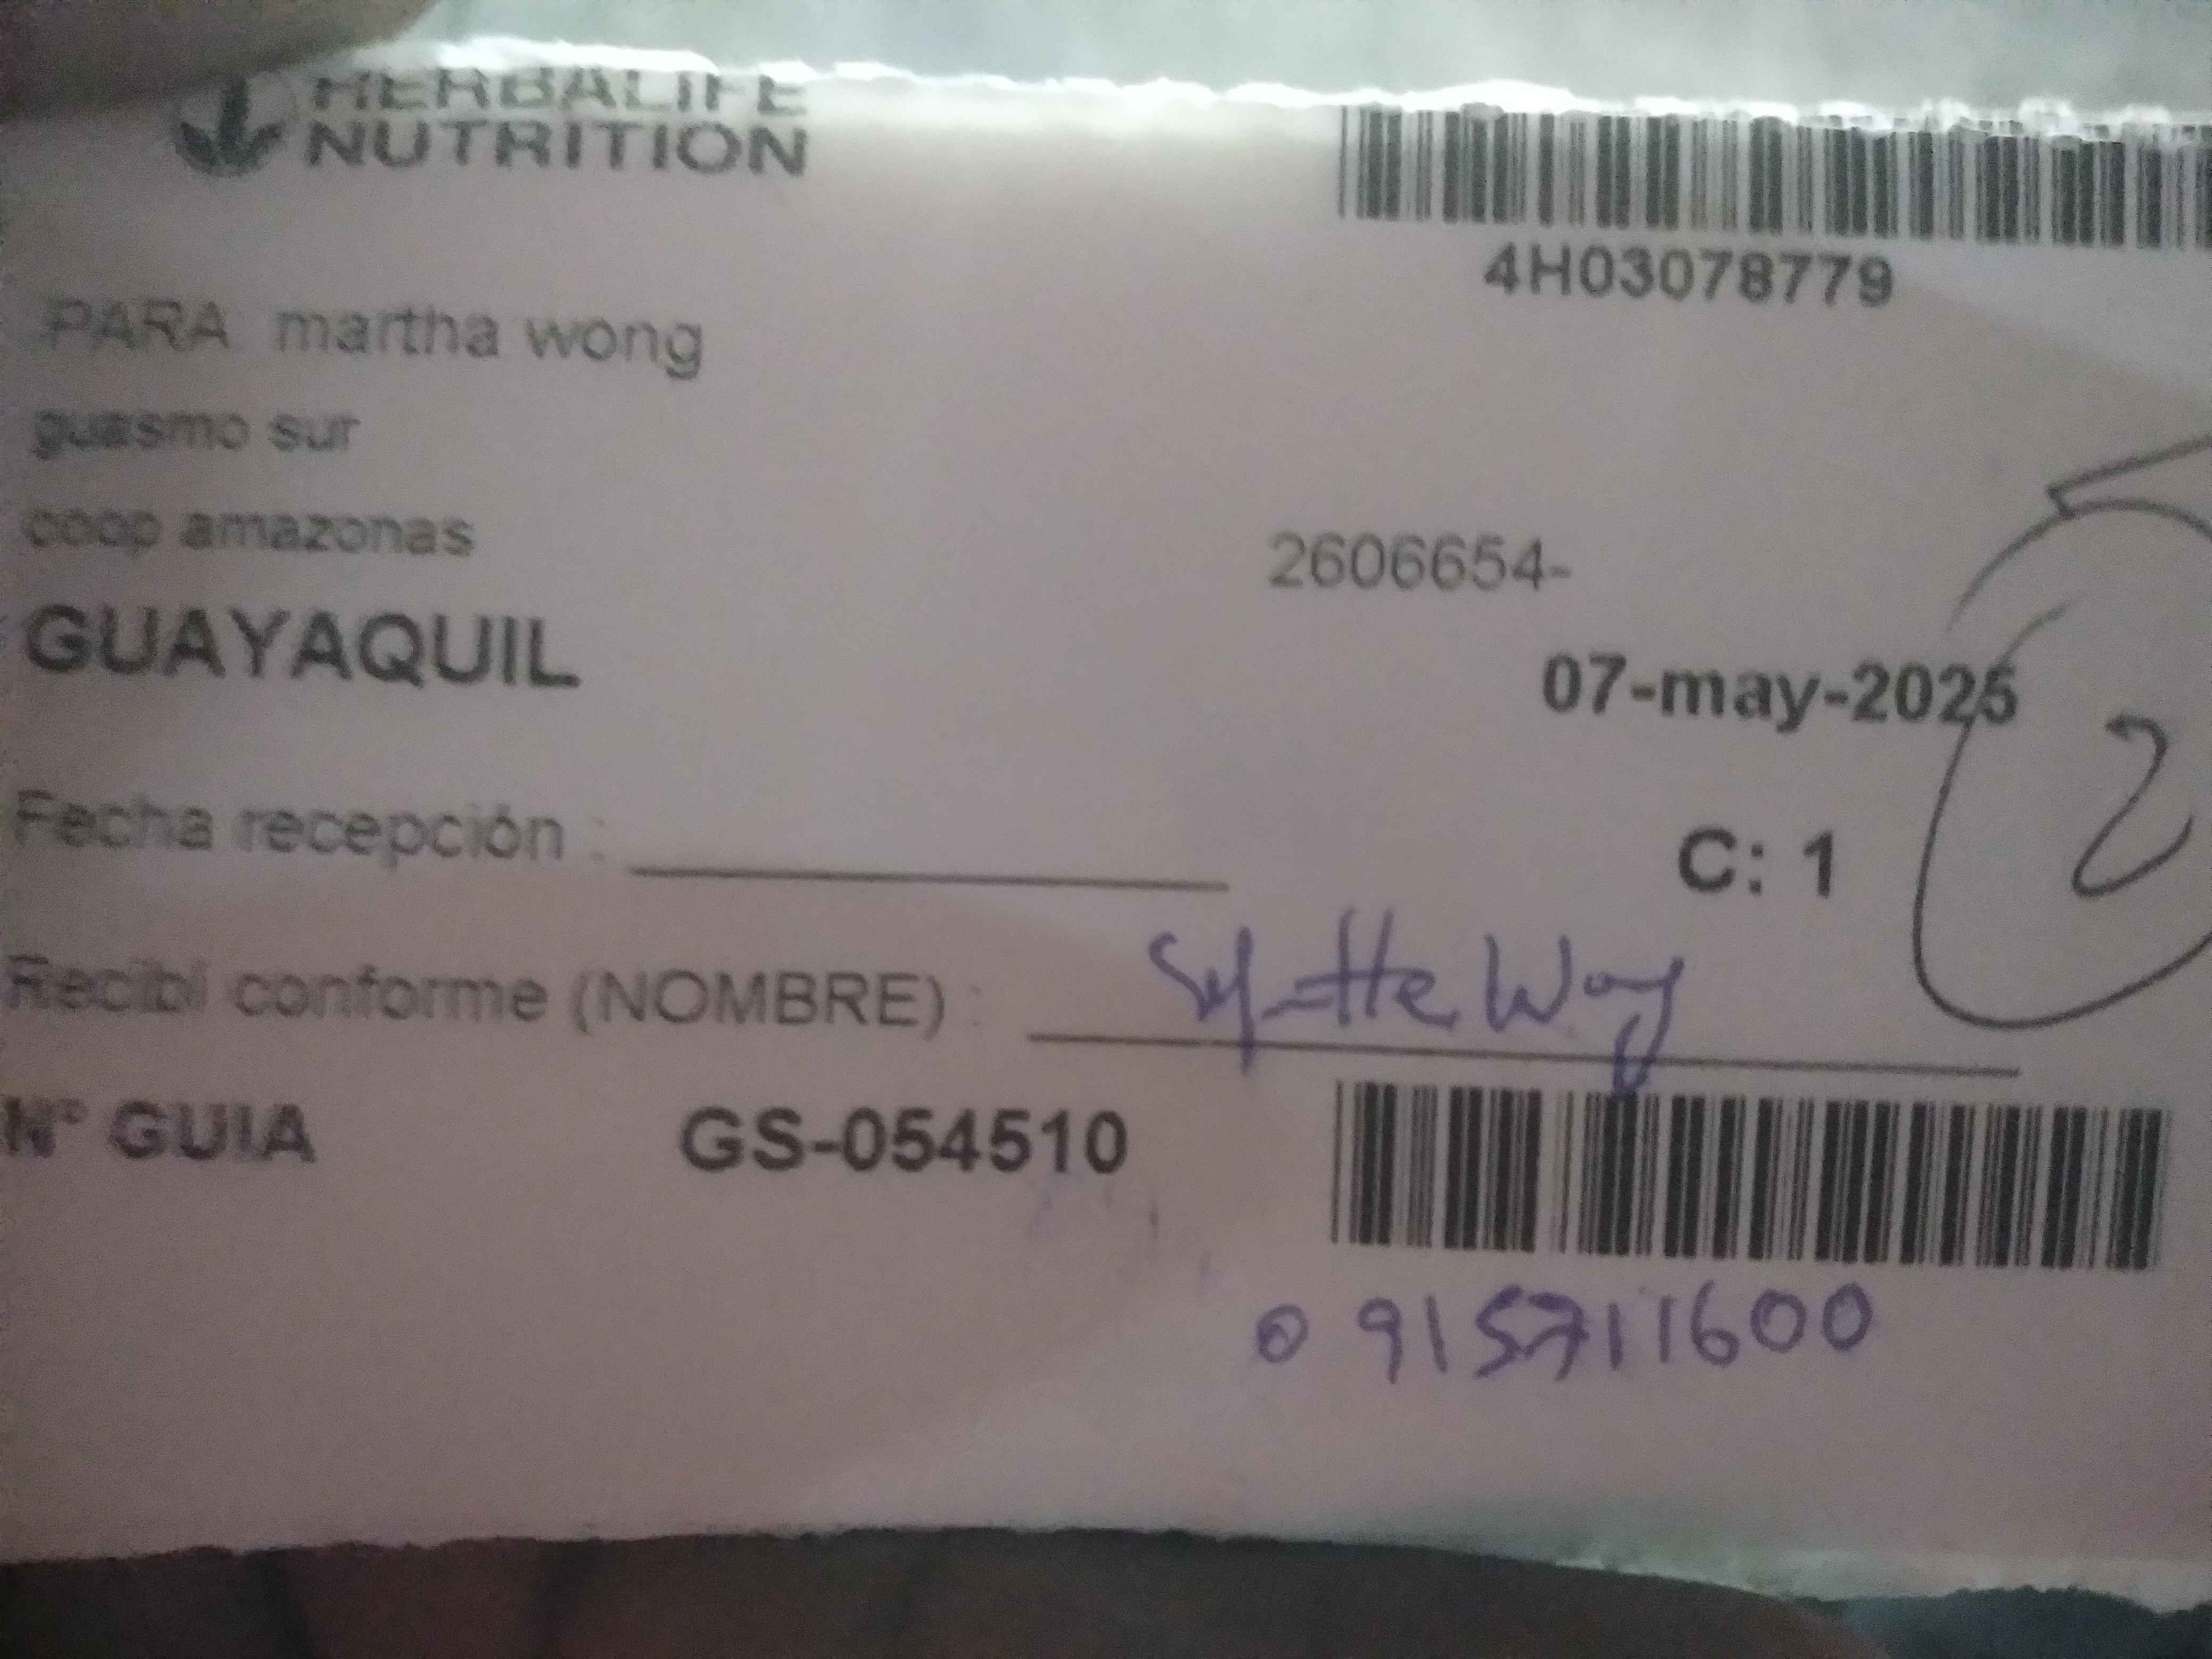 HERBALIFE
NUTRITION
4H03078779
PARA martha wong
guasmo sur
coop amazonas
2606654-
GUAYAQUIL
07-may-2025
2
Fecha recepción :
C: 1
Recibí conforme (NOMBRE) : Wong
N° GUIA GS-054510
0915711600